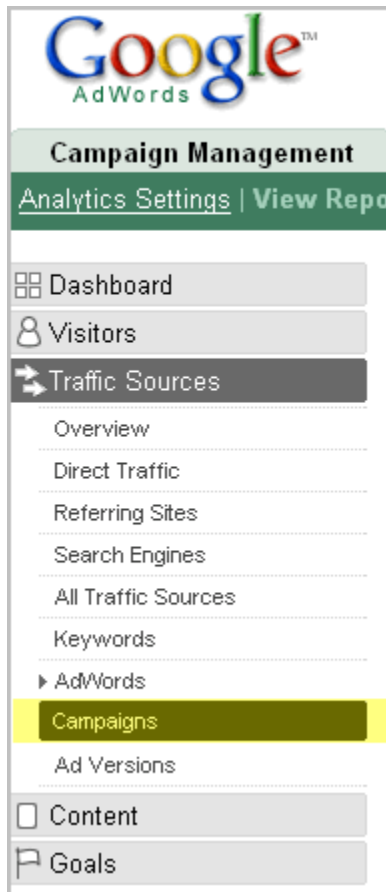 Google™
AdWords
Campaign Management
Analytics Settings | View Repo
Dashboard
Visitors
Traffic Sources
Overview
Direct Traffic
Referring Sites
Search Engines
All Traffic Sources
Keywords
AdWords
Campaigns
Ad Versions
Content
Goals